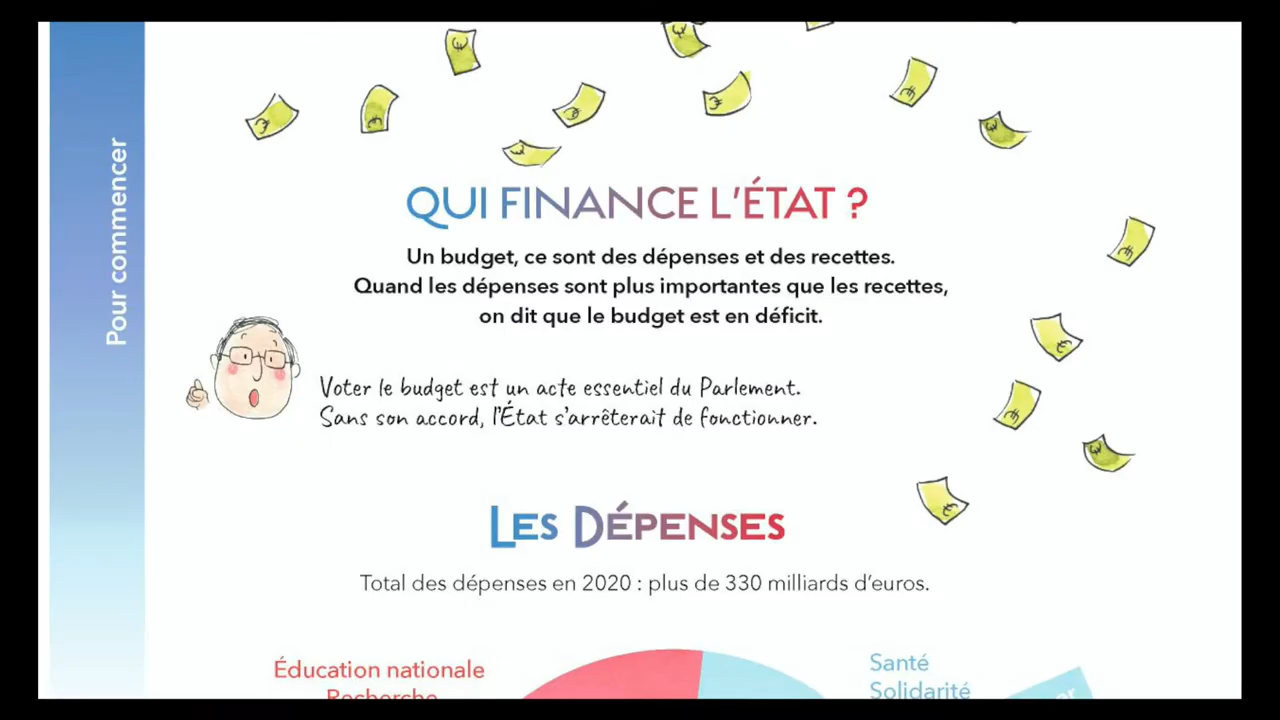 Pour commencer
QUI FINANCE L'ÉTAT ?
Un budget, ce sont des dépenses et des recettes.
Quand les dépenses sont plus importantes que les recettes,
on dit que le budget est en déficit.
Voter le budget est un acte essentiel du Parlement.
Sans son accord, l'État s'arrêterait de fonctionner.
LES DÉPENSES
Total des dépenses en 2020 : plus de 330 milliards d'euros.
Éducation nationale
Recherche
Santé
Solidarité